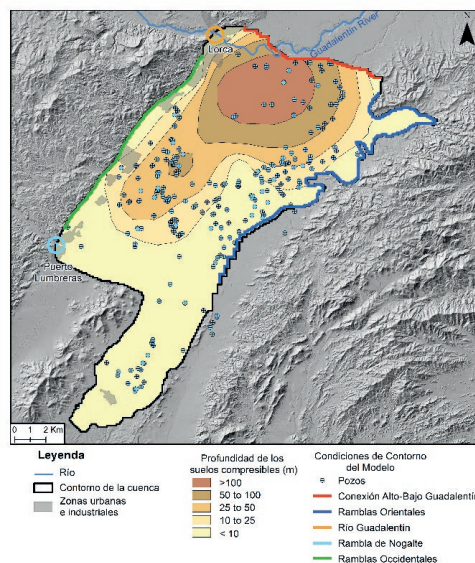 Lorca
Guadalentin River
Puerto
Lumbreras
0 1 2 Km
Leyenda
Río
Contorno de la cuenca
Zonas urbanas
e industriales
Profundidad de los
suelos compresibles (m)
>100
50 to 100
25 to 50
10 to 25
< 10
Condiciones de Contorno
del Modelo
Pozos
Conexión Alto-Bajo Guadalentín
Ramblas Orientales
Río Guadalentín
Rambla de Nogalte
Ramblas Occidentales